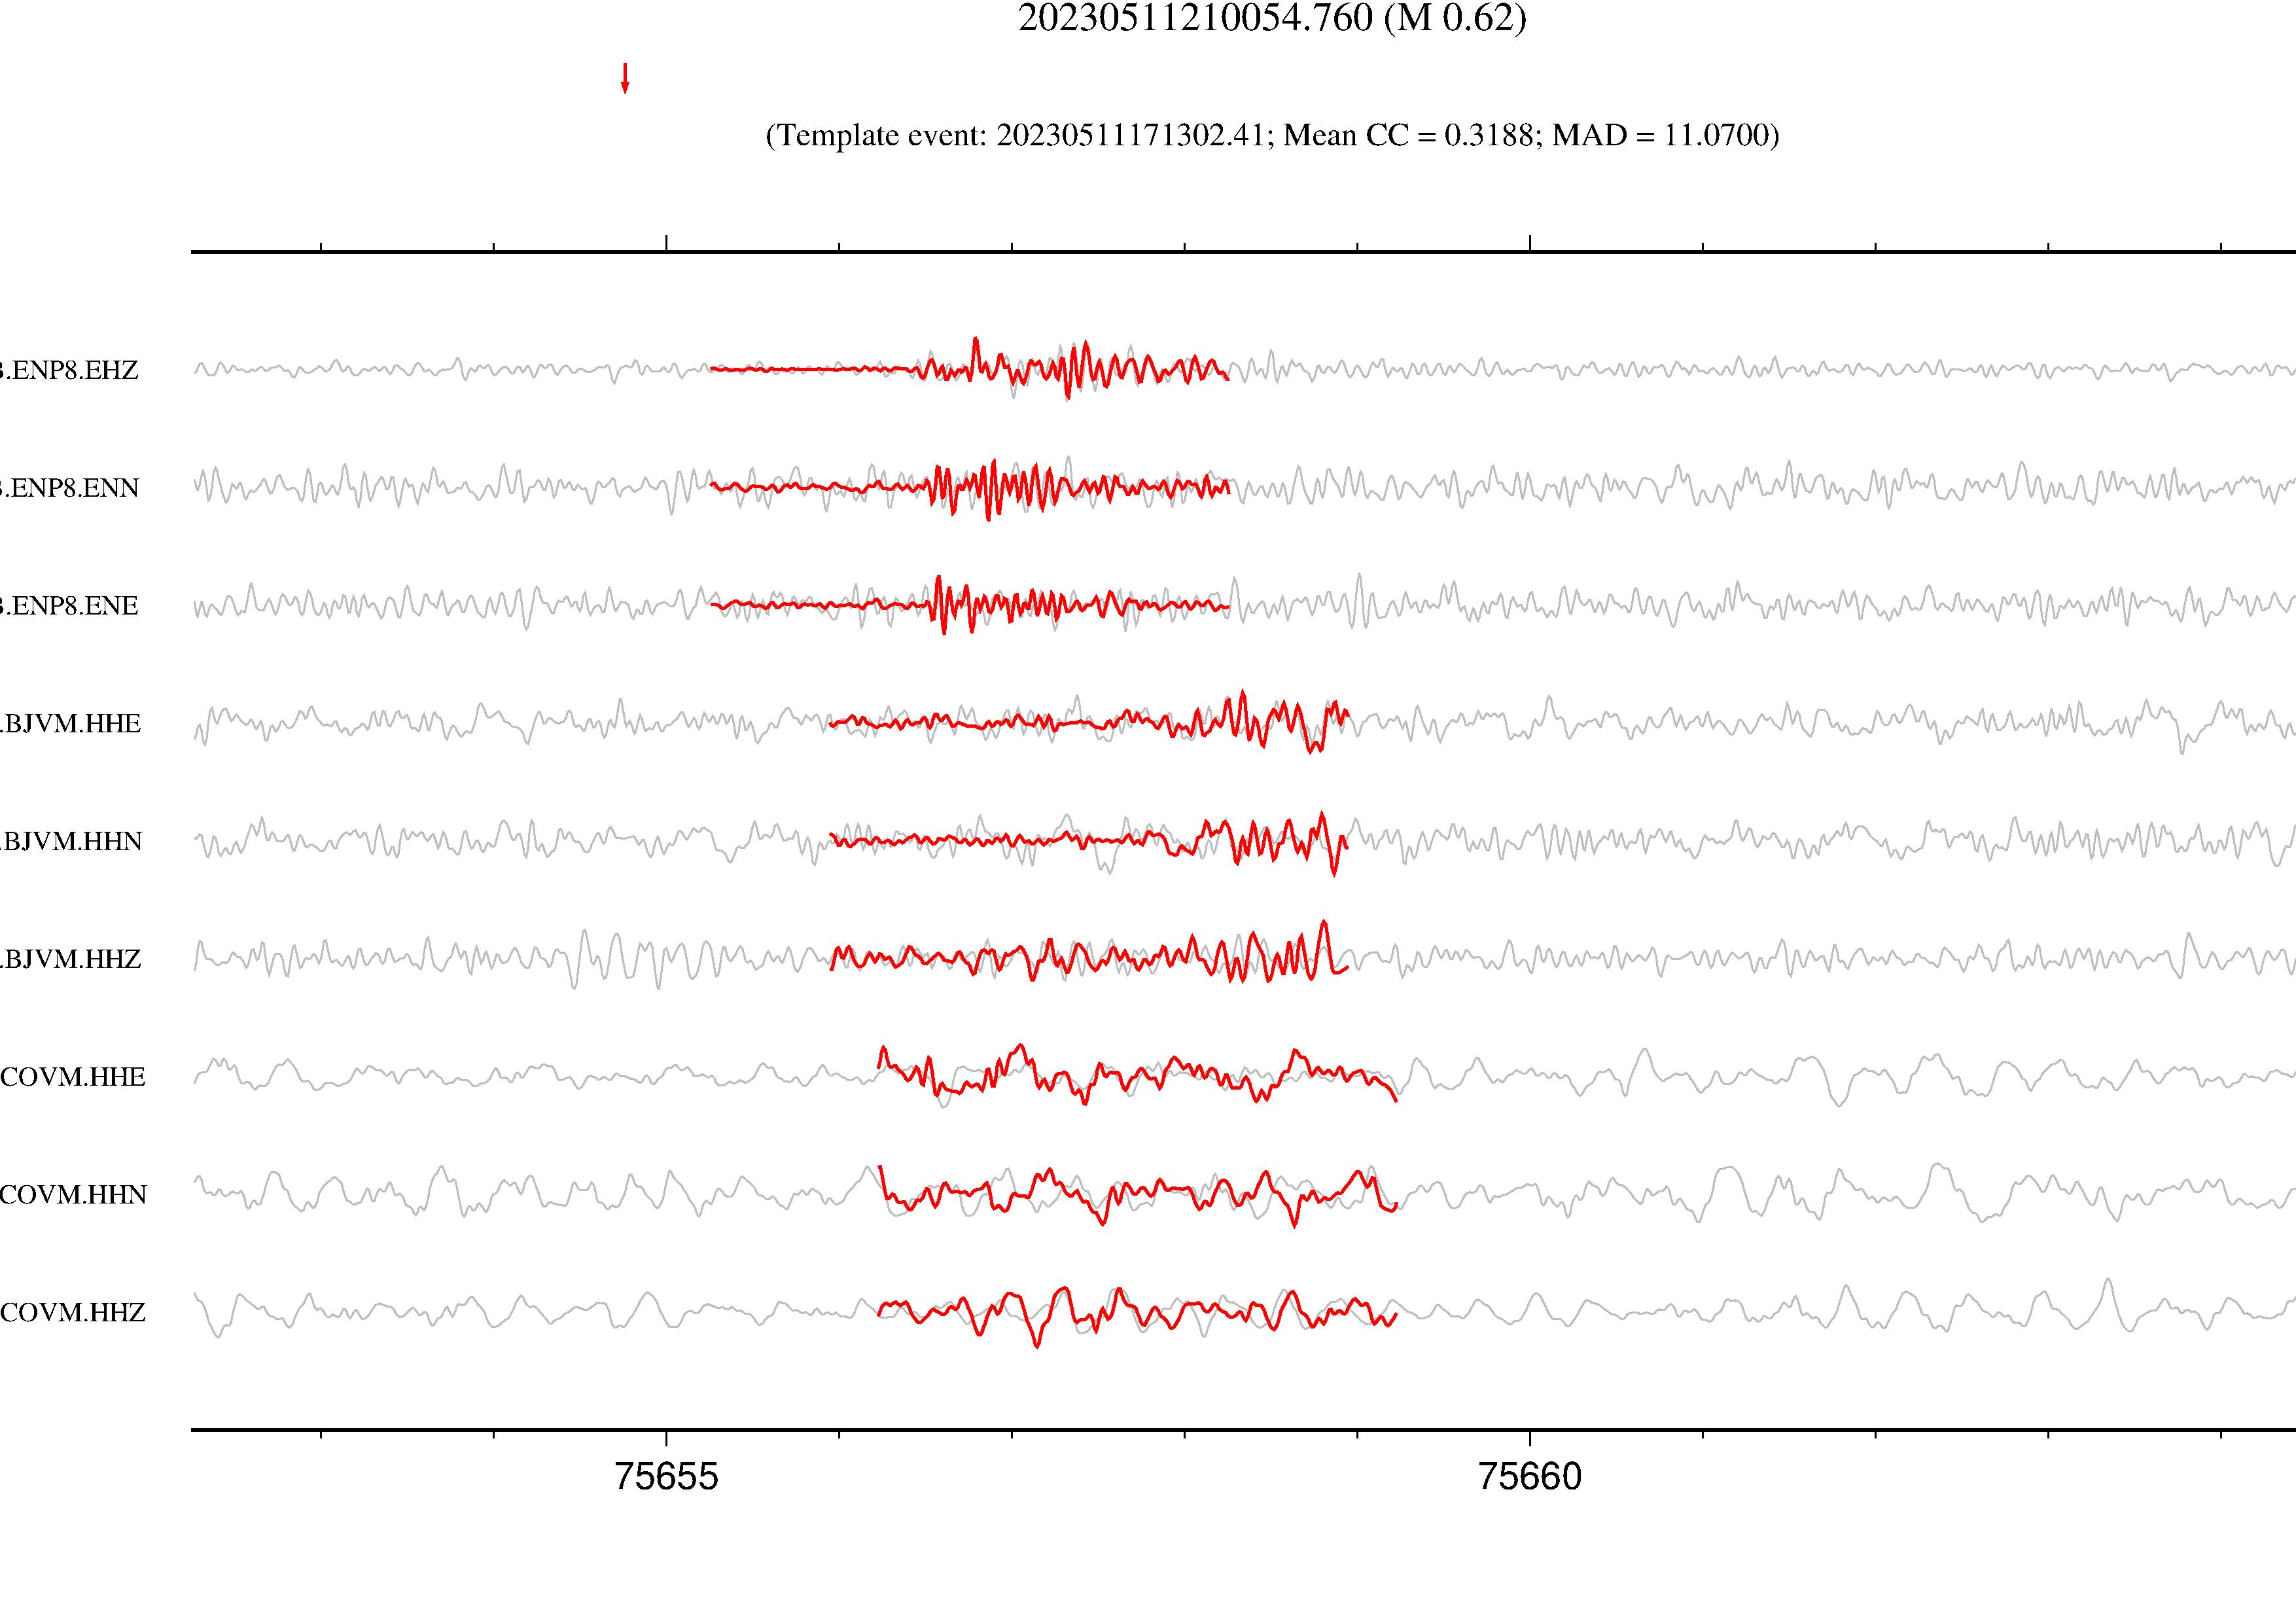 20230511210054.760 (M 0.62)
(Template event: 20230511171302.41; Mean CC = 0.3188; MAD = 11.0700)
.ENP8.EHZ
.ENP8.ENN
.ENP8.ENE
.BJVM.HHE
.BJVM.HHN
.BJVM.HHZ
COVM.HHE
COVM.HHN
COVM.HHZ
75655 75660